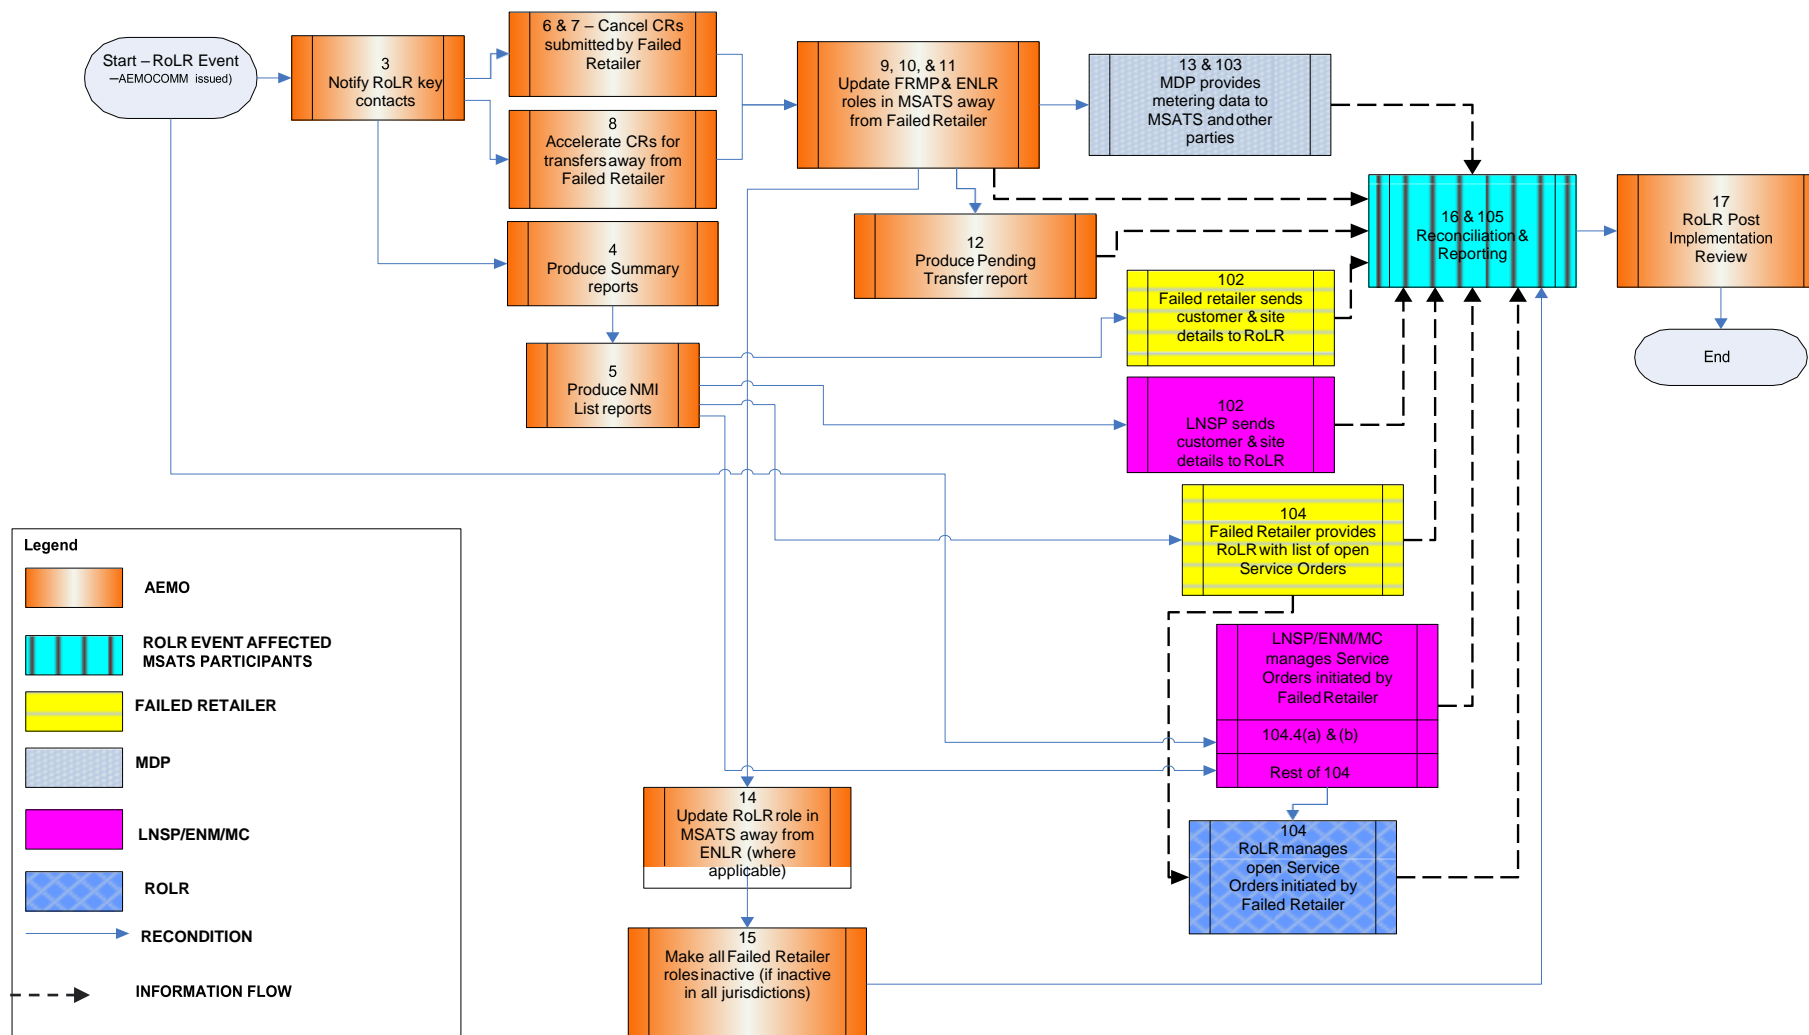 Start – RoLR Event
–AEMOCOMM issued)
3
Notify RoLR key
contacts
6 & 7 – Cancel CRs
submitted by Failed
Retailer
8
Accelerate CRs for
transfers away from
Failed Retailer
4
Produce Summary
reports
5
Produce NMI
List reports
9, 10, & 11
Update FRMP & ENLR
roles in MSATS away
from Failed Retailer
12
Produce Pending
Transfer report
13 & 103
MDP provides
metering data to
MSATS and other
parties
16 & 105
Reconciliation &
Reporting
17
RoLR Post
Implementation
Review
End
102
Failed retailer sends
customer & site
details to RoLR
102
LNSP sends
customer & site
details to RoLR
104
Failed Retailer provides
RoLR with list of open
Service Orders
LNSP/ENM/MC
manages Service
Orders initiated by
Failed Retailer
104.4(a) & (b)
Rest of 104
104
RoLR manages
open Service
Orders initiated by
Failed Retailer
14
Update RoLR role in
MSATS away from
ENLR (where
applicable)
15
Make all Failed Retailer
roles inactive (if inactive
in all jurisdictions)
Legend
AEMO
ROLR EVENT AFFECTED
MSATS PARTICIPANTS
FAILED RETAILER
MDP
LNSP/ENM/MC
ROLR
RECONDITION
INFORMATION FLOW